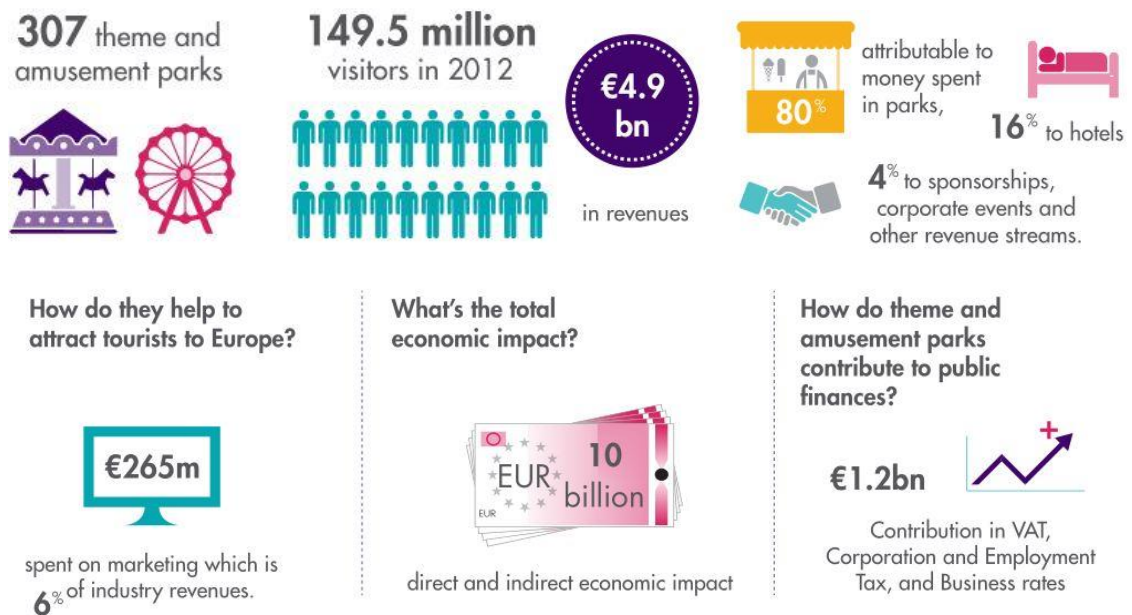 307 theme and
amusement parks
149.5 million
visitors in 2012
€4.9
bn
in revenues
80%
attributable to
money spent
in parks,
16% to hotels
4% to sponsorships,
corporate events and
other revenue streams.
How do they help to
attract tourists to Europe?
€265m
spent on marketing which is
6% of industry revenues.
What's the total
economic impact?
EUR
10
billion
EUR
direct and indirect economic impact
How do theme and
amusement parks
contribute to public
finances?
€1.2bn
Contribution in VAT,
Corporation and Employment
Tax, and Business rates